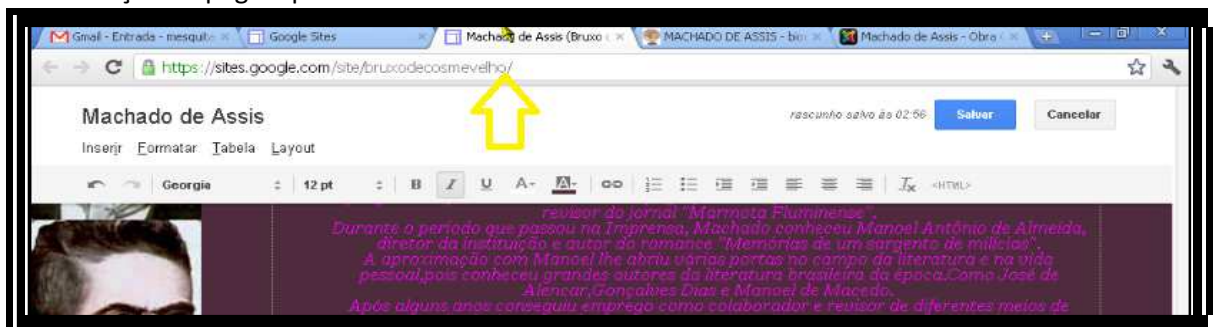 Gmail - Entrada - mesquita
Google Sites
Machado de Assis (Bruxo
MACHADO DE ASSIS - bio
Machado de Assis - Obra
https://sites.google.com/site/bruxodecosmevelho/
Machado de Assis
rascunho salvo às 02:56
Salvar
Cancelar
Inserir Formatar Tabela Layout
Georgia 12 pt B I U A A <HTML>
revisor do jornal "Marmota Fluminense".
Durante o período que passou na Imprensa, Machado conheceu Manoel Antônio de Almeida,
diretor da instituição e autor do romance "Memórias de um sargento de milícias".
A aproximação com Manoel lhe abriu várias portas no campo da literatura e na vida
pessoal,pois conheceu grandes autores da literatura brasileira da época.Como José de
Alencar,Gonçalves Dias e Manoel de Macedo.
Após alguns anos conseguiu emprego como colaborador e revisor de diferentes meios de